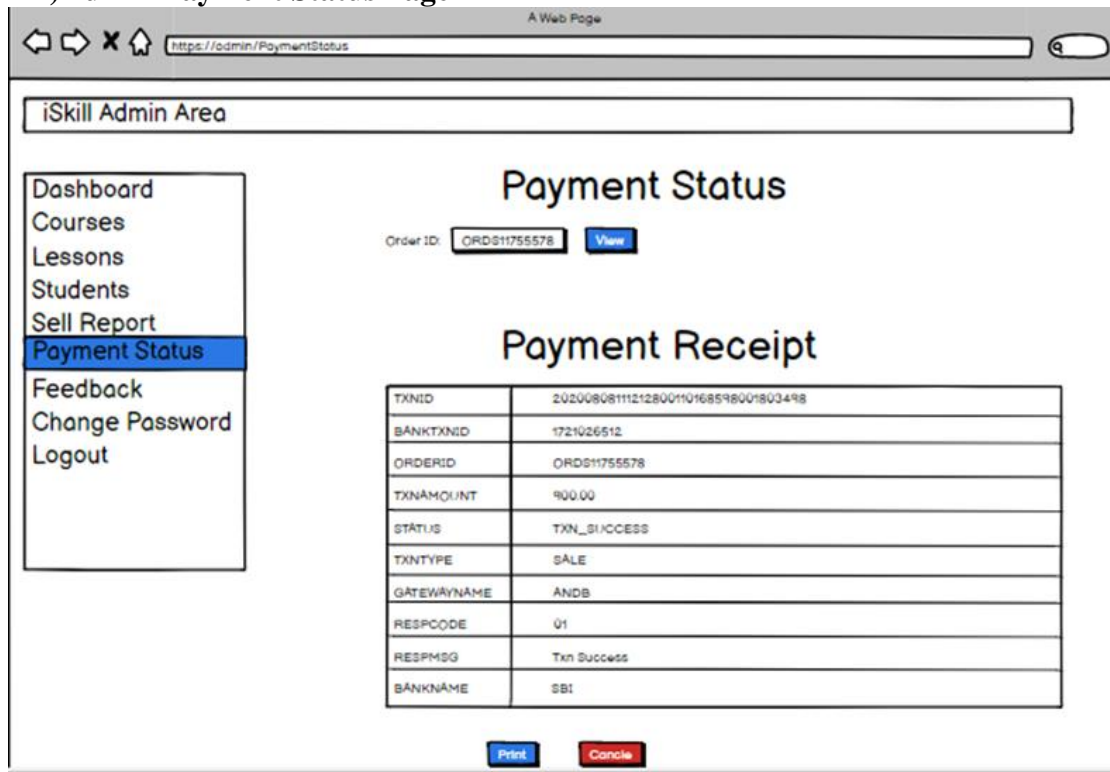 A Web Page
https://admin/PaymentStatus
iSkill Admin Area
Dashboard
Courses
Lessons
Students
Sell Report
Payment Status
Feedback
Change Password
Logout
Payment Status
Order ID: ORDS11755578 View
Payment Receipt
TXNID 20200808111212800110168598001803498
BANKTXNID 1721026512
ORDERID ORDS11755578
TXNAMOUNT 900.00
STATUS TXN_SUCCESS
TXNTYPE SALE
GATEWAYNAME ANDB
RESPCODE 01
RESPMSG Txn Success
BANKNAME SBI
Print Cancle